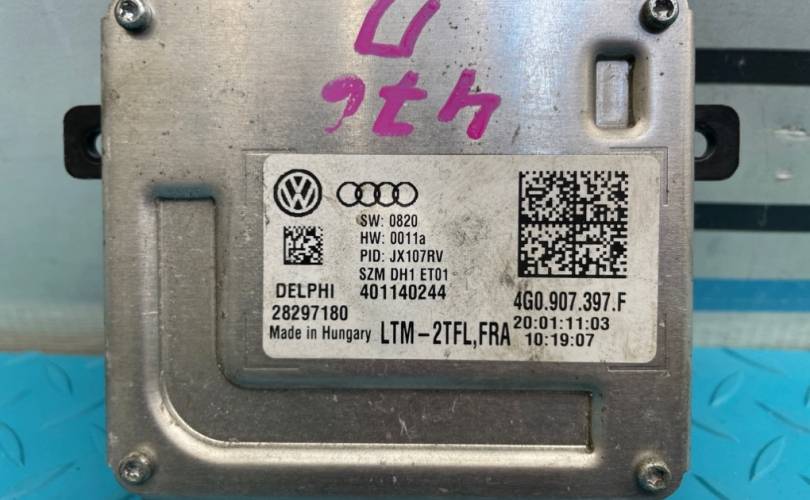 SW: 0820
HW: 0011a
PID: JX107RV
SZM DH1 ET01
DELPHI 401140244
28297180
Made in Hungary LTM-2TFL,FRA
4G0.907.397.F
20:01:11:03
10:19:07